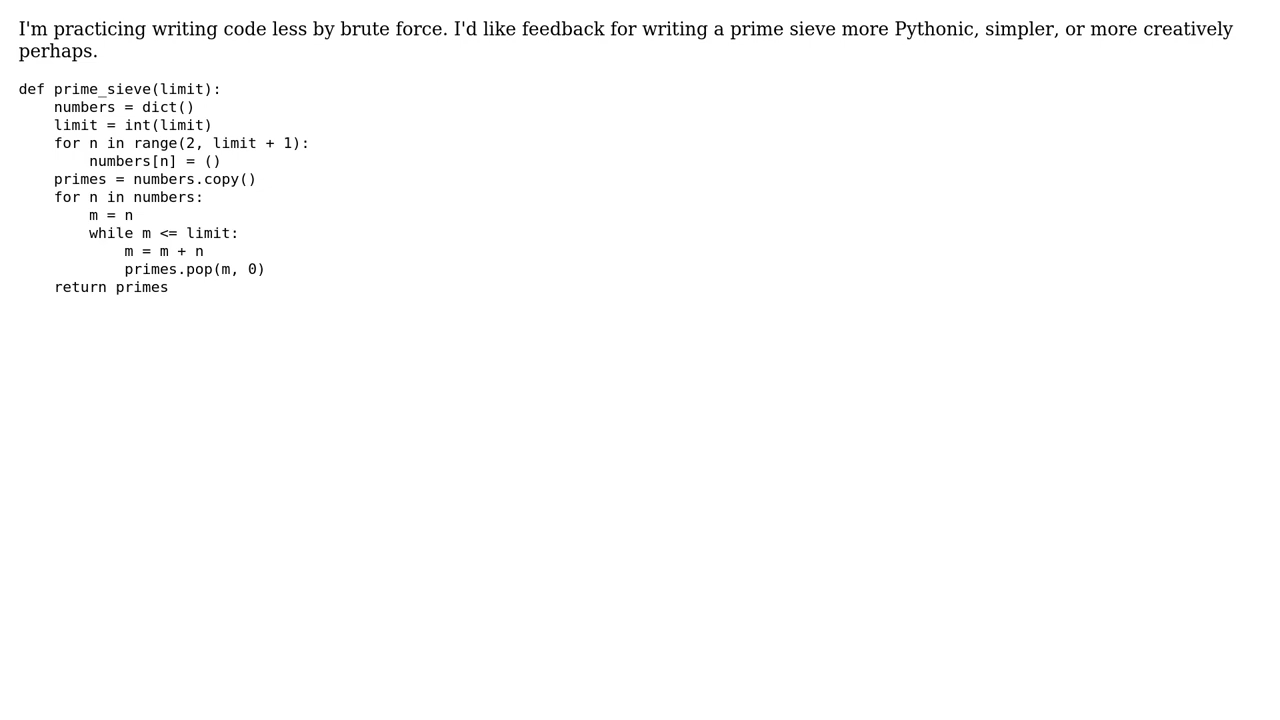 I'm practicing writing code less by brute force. I'd like feedback for writing a prime sieve more Pythonic, simpler, or more creatively
perhaps.
def prime_sieve(limit):
    numbers = dict()
    limit = int(limit)
    for n in range(2, limit + 1):
        numbers[n] = ()
    primes = numbers.copy()
    for n in numbers:
        m = n
        while m <= limit:
            m = m + n
            primes.pop(m, 0)
    return primes